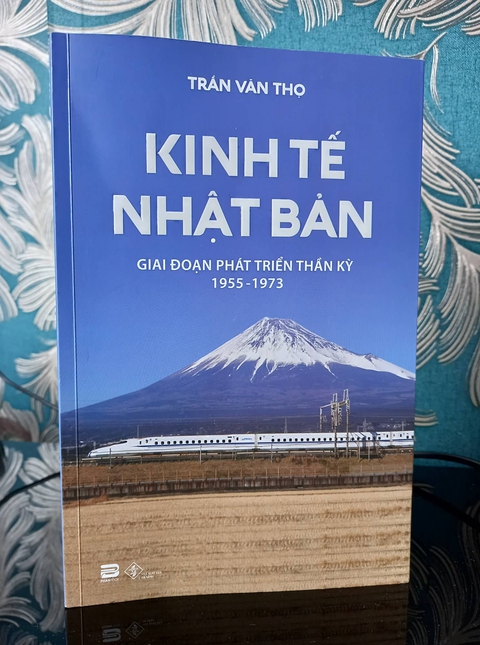 TRẦN VĂN THỌ
KINH TẾ
NHẬT BẢN
GIAI ĐOẠN PHÁT TRIỂN THẦN KỲ
1955-1973